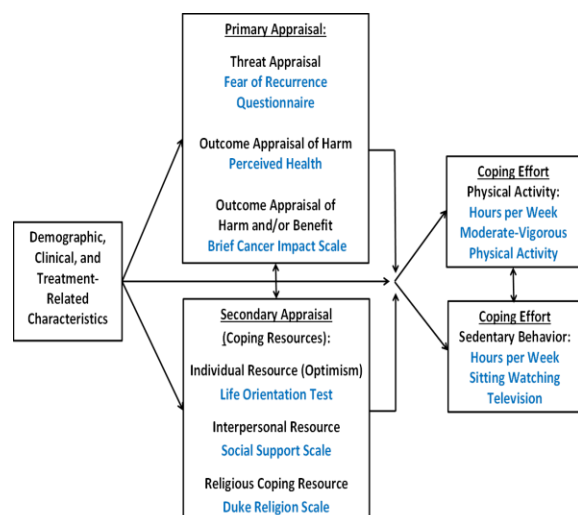 Primary Appraisal:
Threat Appraisal
Fear of Recurrence
Questionnaire
Outcome Appraisal of Harm
Perceived Health
Outcome Appraisal of
Harm and/or Benefit
Brief Cancer Impact Scale
Demographic,
Clinical, and
Treatment-
Related
Characteristics
Secondary Appraisal
(Coping Resources):
Individual Resource (Optimism)
Life Orientation Test
Interpersonal Resource
Social Support Scale
Religious Coping Resource
Duke Religion Scale
Coping Effort
Physical Activity:
Hours per Week
Moderate-Vigorous
Physical Activity
Coping Effort
Sedentary Behavior:
Hours per Week
Sitting Watching
Television